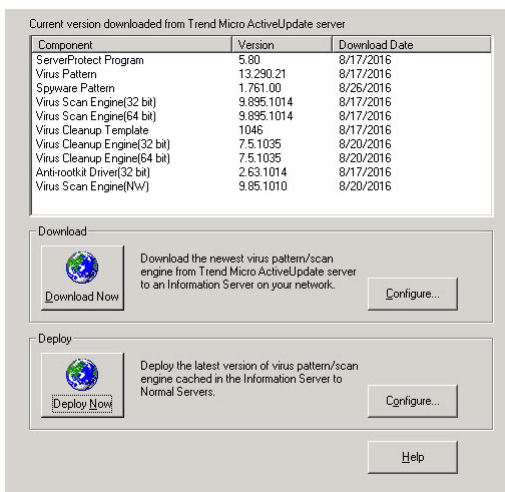 Current version downloaded from Trend Micro ActiveUpdate server
Component Version Download Date
ServerProtect Program 5.80 8/17/2016
Virus Pattern 13.290.21 8/17/2016
Spyware Pattern 1.761.00 8/26/2016
Virus Scan Engine(32 bit) 9.895.1014 8/17/2016
Virus Scan Engine(64 bit) 9.895.1014 8/17/2016
Virus Cleanup Template 1046 8/17/2016
Virus Cleanup Engine(32 bit) 7.5.1035 8/20/2016
Virus Cleanup Engine(64 bit) 7.5.1035 8/20/2016
Anti-rootkit Driver(32 bit) 2.63.1014 8/17/2016
Virus Scan Engine(NW) 9.85.1010 8/20/2016
Download
Download the newest virus pattern/scan
engine from Trend Micro ActiveUpdate server
to an Information Server on your network.
Download Now
Configure...
Deploy
Deploy the latest version of virus pattern/scan
engine cached in the Information Server to
Normal Servers.
Deploy Now
Configure...
Help